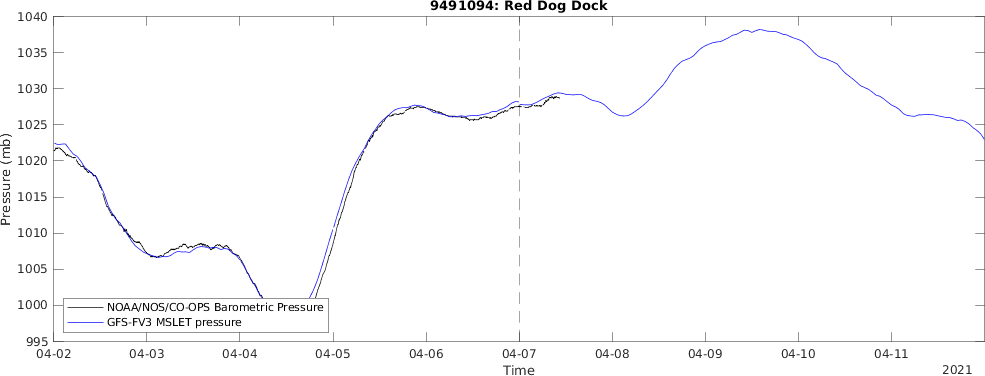 9491094: Red Dog Dock
1040
1035
1030
1025
1020
1015
1010
1005
1000
995
Pressure (mb)
NOAA/NOS/CO-OPS Barometric Pressure
GFS-FV3 MSLET pressure
04-02 04-03 04-04 04-05 04-06 04-07 04-08 04-09 04-10 04-11
Time
2021